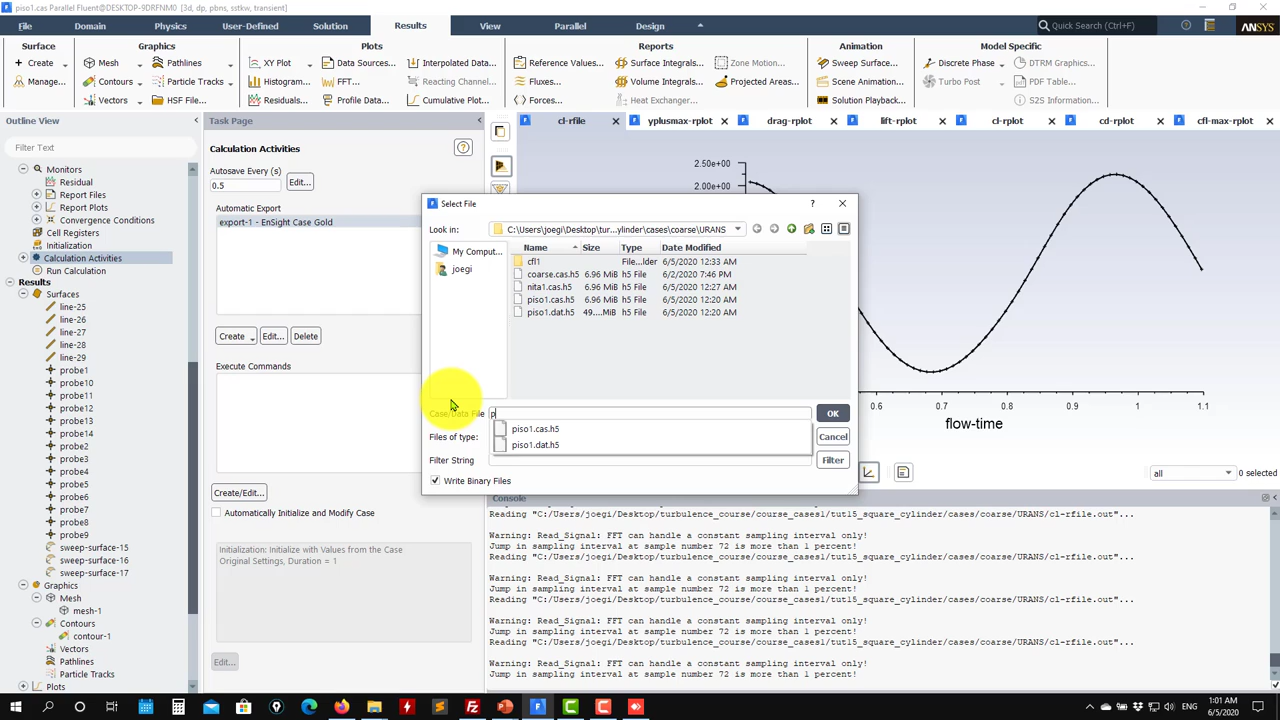 piso1.cas Parallel Fluent@DESKTOP-9DRFNM0 [3d, dp, pbns, sstkw, transient]
File Domain Physics User-Defined Solution Results View Parallel Design Quick Search (Ctrl+F) ANSYS
Surface Graphics Plots Reports Animation Model Specific
Create Mesh Pathlines XY Plot Data Sources... Interpolated Data... Reference Values... Surface Integrals... Zone Motion... Sweep Surface... Discrete Phase DTRM Graphics...
Manage... Contours Particle Tracks Histogram... FFT... Reacting Channel... Fluxes... Volume Integrals... Projected Areas... Scene Animation... Turbo Post PDF Table...
Vectors HSF File... Residuals... Profile Data... Cumulative Plot... Forces... Heat Exchanger... Solution Playback... S2S Information...
Outline View
Filter Text
Monitors
Residual
Report Files
Report Plots
Convergence Conditions
Cell Registers
Initialization
Calculation Activities
Run Calculation
Results
Surfaces
line-25
line-26
line-27
line-28
line-29
probe1
probe10
probe11
probe12
probe13
probe14
probe2
probe3
probe4
probe5
probe6
probe7
probe8
probe9
sweep-surface-15
sweep-surface-16
sweep-surface-17
Graphics
Mesh
mesh-1
Contours
contour-1
Vectors
Pathlines
Particle Tracks
Plots
Task Page
Calculation Activities
Autosave Every (s)
0.5 Edit...
Automatic Export
export-1 - EnSight Case Gold
Create Edit... Delete
Execute Commands
Create/Edit...
Automatically Initialize and Modify Case
Initialization: Initialize with Values from the Case
Original Settings, Duration = 1
Edit...
cl-rfile yplusmax-rplot drag-rplot lift-rplot cl-rplot cd-rplot cfl-max-rplot
2.50e+00
2.00e+00
0.6 0.7 0.8 0.9 1 1.1
flow-time
all 0 selected
Select File
Look in: C:\Users\joegi\Desktop\tur...ylinder\cases\coarse\URANS
My Comput...
joegi
Name Size Type Date Modified
cfl1 File...lder 6/5/2020 12:33 AM
coarse.cas.h5 6.96 MiB h5 File 6/2/2020 7:46 PM
nita1.cas.h5 6.96 MiB h5 File 6/5/2020 12:27 AM
piso1.cas.h5 6.96 MiB h5 File 6/5/2020 12:20 AM
piso1.dat.h5 49....MiB h5 File 6/5/2020 12:20 AM
Case/Data File p OK
piso1.cas.h5
piso1.dat.h5
Files of type: Cancel
Filter String Filter
Write Binary Files
Console
Reading "C:/Users/joegi/Desktop/turbulence_course/course_cases1/tut15_square_cylinder/cases/coarse/URANS/cl-rfile.out"...
Warning: Read_Signal: FFT can handle a constant sampling interval only!
Jump in sampling interval at sample number 72 is more than 1 percent!
Reading "C:/Users/joegi/Desktop/turbulence_course/course_cases1/tut15_square_cylinder/cases/coarse/URANS/cl-rfile.out"...
Warning: Read_Signal: FFT can handle a constant sampling interval only!
Jump in sampling interval at sample number 72 is more than 1 percent!
Reading "C:/Users/joegi/Desktop/turbulence_course/course_cases1/tut15_square_cylinder/cases/coarse/URANS/cl-rfile.out"...
Warning: Read_Signal: FFT can handle a constant sampling interval only!
Jump in sampling interval at sample number 72 is more than 1 percent!
Reading "C:/Users/joegi/Desktop/turbulence_course/course_cases1/tut15_square_cylinder/cases/coarse/URANS/cl-rfile.out"...
Warning: Read_Signal: FFT can handle a constant sampling interval only!
Jump in sampling interval at sample number 72 is more than 1 percent!
1:01 AM
6/5/2020